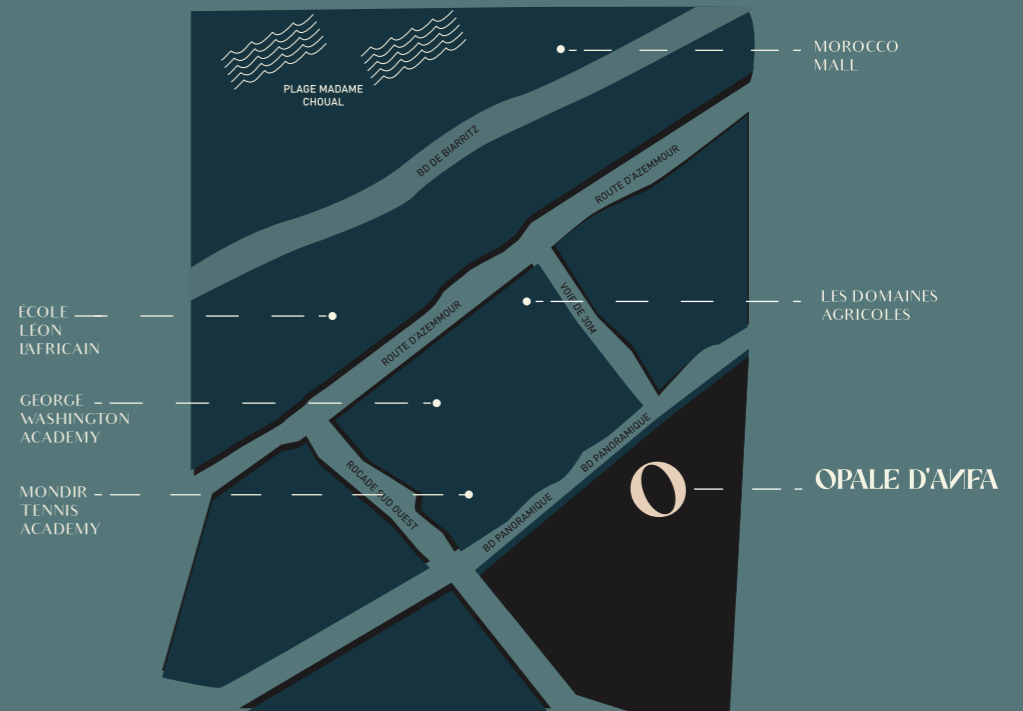 PLAGE MADAME
CHOUAL
MOROCCO
MALL
BD DE BIARRITZ
ROUTE D'AZEMMOUR
ÉCOLE
LÉON
L'AFRICAIN
VOIE DE 30M
LES DOMAINES
AGRICOLES
ROUTE D'AZEMMOUR
GEORGE
WASHINGTON
ACADEMY
BD PANORAMIQUE
ROCADE SUD OUEST
MONDIR
TENNIS
ACADEMY
OPALE D'ANFA
BD PANORAMIQUE